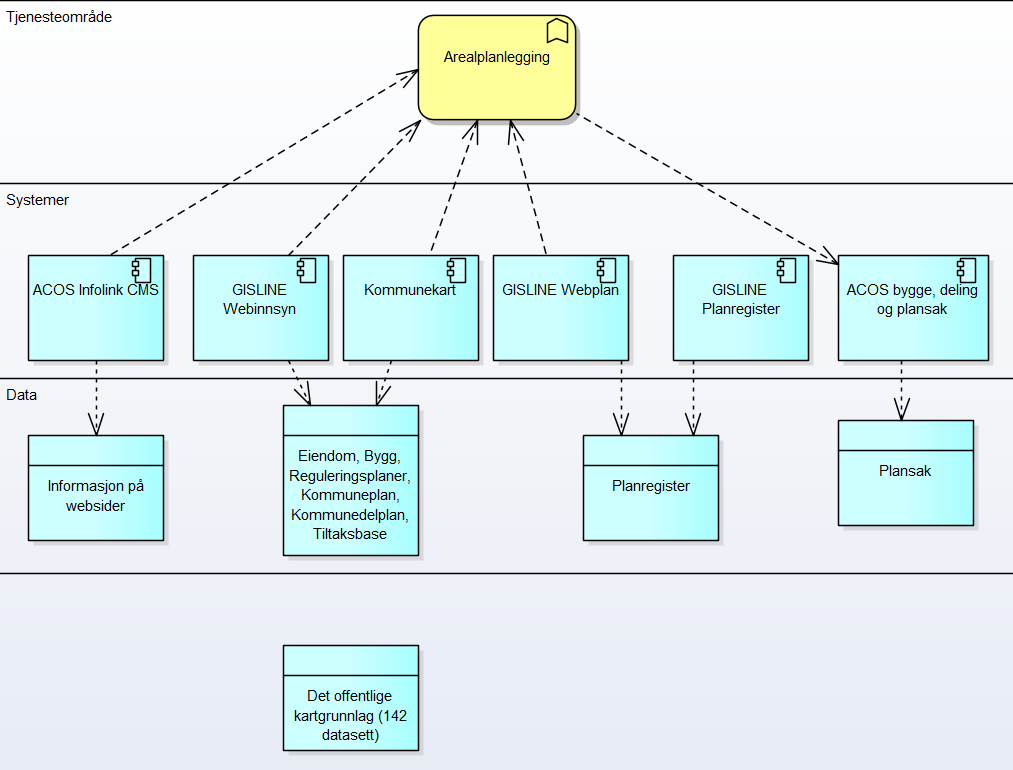 Tjenesteområde
Arealplanlegging
Systemer
ACOS Infolink CMS
GISLINE
Webinnsyn
Kommunekart
GISLINE Webplan
GISLINE
Planregister
ACOS bygge, deling
og plansak
Data
Informasjon på
websider
Eiendom, Bygg,
Reguleringsplaner,
Kommuneplan,
Kommunedelplan,
Tiltaksbase
Planregister
Plansak
Det offentlige
kartgrunnlag (142
datasett)